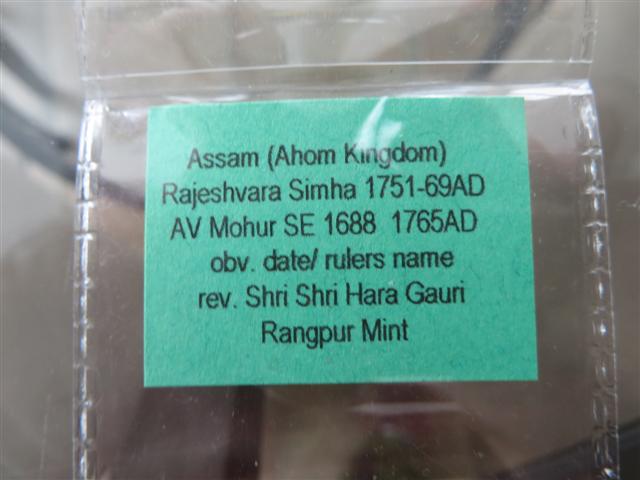 Assam (Ahom Kingdom)
Rajeshvara Simha 1751-69AD
AV Mohur SE 1688 1765AD
obv. date/ rulers name
rev. Shri Shri Hara Gauri
Rangpur Mint